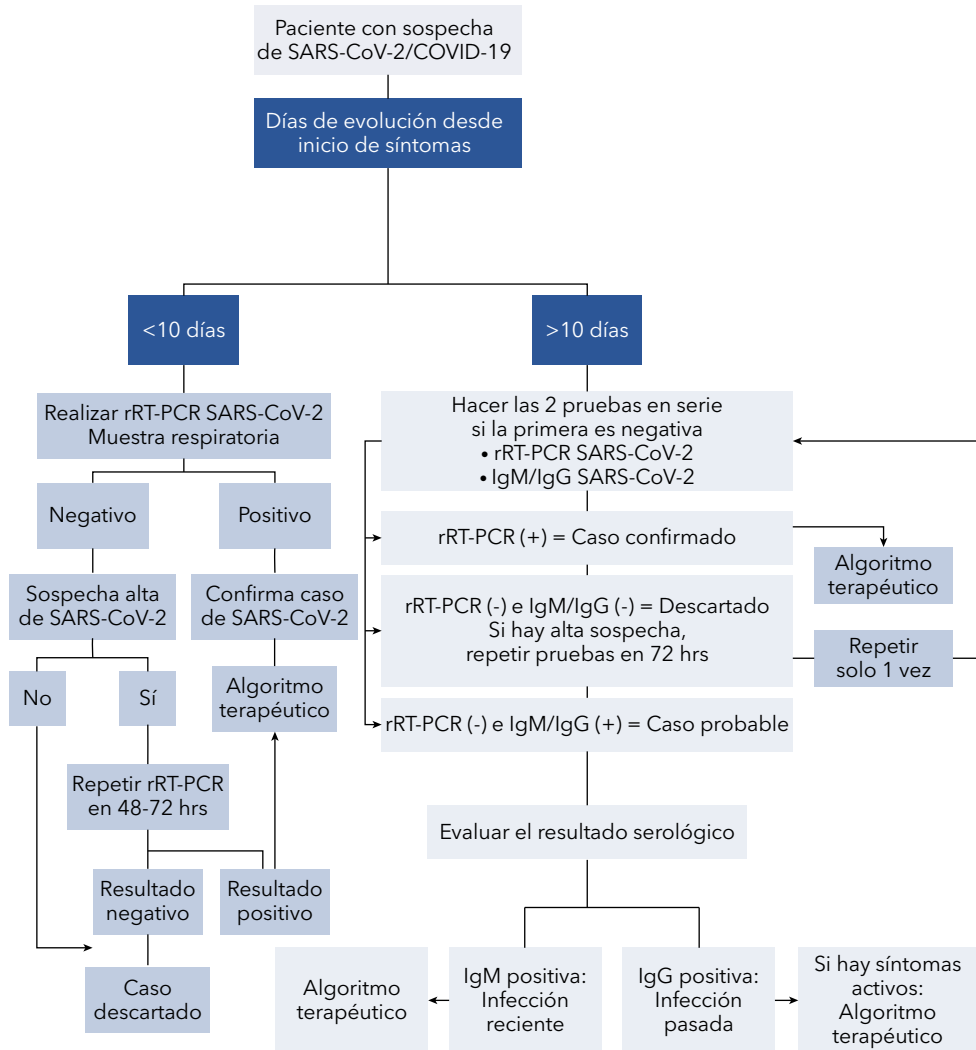 Paciente con sospecha
de SARS-CoV-2/COVID-19
Días de evolución desde
inicio de síntomas
<10 días
>10 días
Realizar rRT-PCR SARS-CoV-2
Muestra respiratoria
Negativo
Positivo
Sospecha alta
de SARS-CoV-2
Confirma caso
de SARS-CoV-2
No
Sí
Algoritmo
terapéutico
Repetir rRT-PCR
en 48-72 hrs
Resultado
negativo
Resultado
positivo
Caso
descartado
Hacer las 2 pruebas en serie
si la primera es negativa
• rRT-PCR SARS-CoV-2
• IgM/IgG SARS-CoV-2
rRT-PCR (+) = Caso confirmado
Algoritmo
terapéutico
rRT-PCR (-) e IgM/IgG (-) = Descartado
Si hay alta sospecha,
repetir pruebas en 72 hrs
Repetir
solo 1 vez
rRT-PCR (-) e IgM/IgG (+) = Caso probable
Evaluar el resultado serológico
Algoritmo
terapéutico
IgM positiva:
Infección
reciente
IgG positiva:
Infección
pasada
Si hay síntomas
activos:
Algoritmo
terapéutico